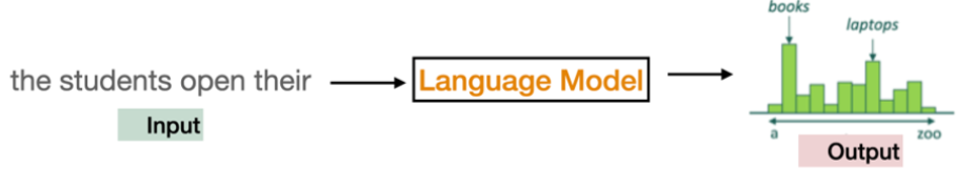 books
laptops
the students open their
Language Model
a
zoo
Input
Output